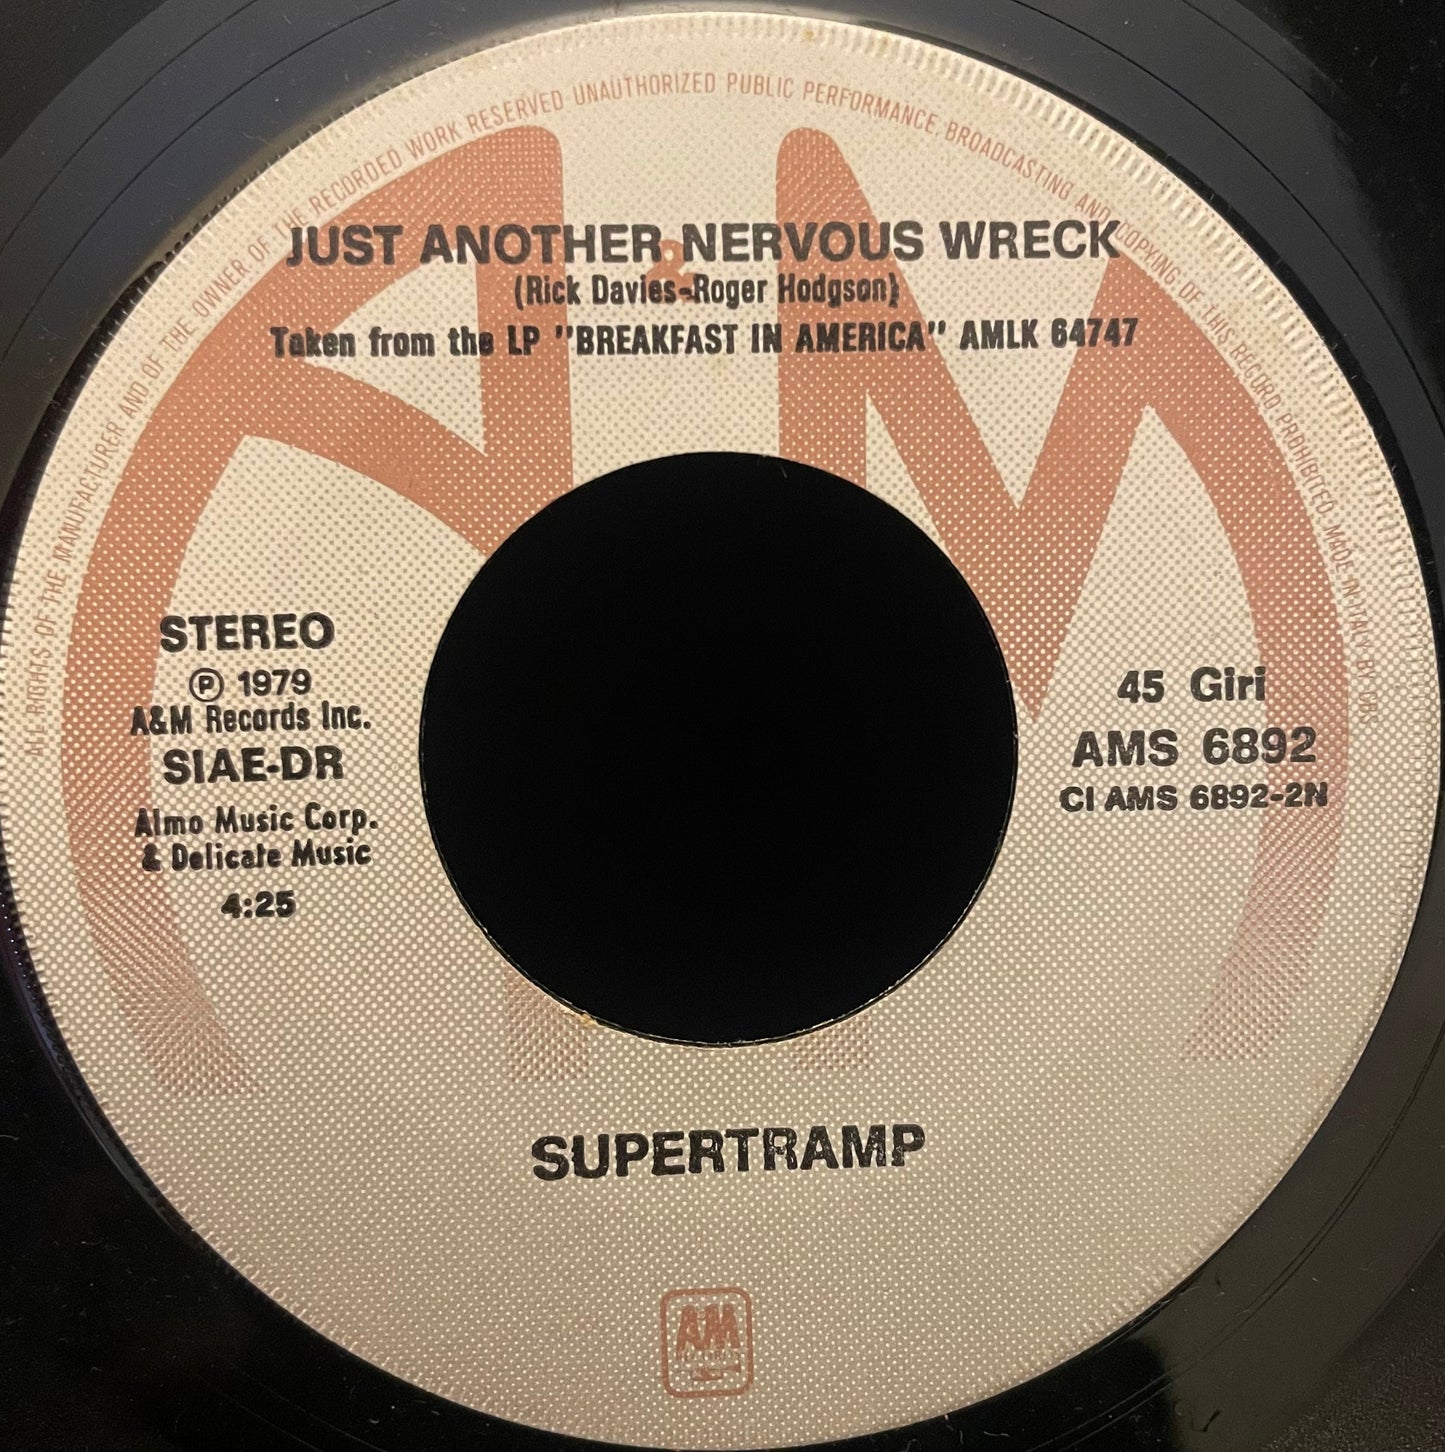 ALL RIGHTS OF THE MANUFACTURER AND OF THE OWNER OF THE RECORDED WORK RESERVED UNAUTHORIZED PUBLIC PERFORMANCE, BROADCASTING AND COPYING OF THIS RECORD PROHIBITED. MADE IN ITALY BY CBS
JUST ANOTHER NERVOUS WRECK
(Rick Davies-Roger Hodgson)
Taken from the LP "BREAKFAST IN AMERICA" AMLK 64747
STEREO
℗ 1979
A&M Records Inc.
SIAE-DR
Almo Music Corp.
& Delicate Music
4:25
45 Giri
AMS 6892
CI AMS 6892-2N
SUPERTRAMP
AM
RECORDS